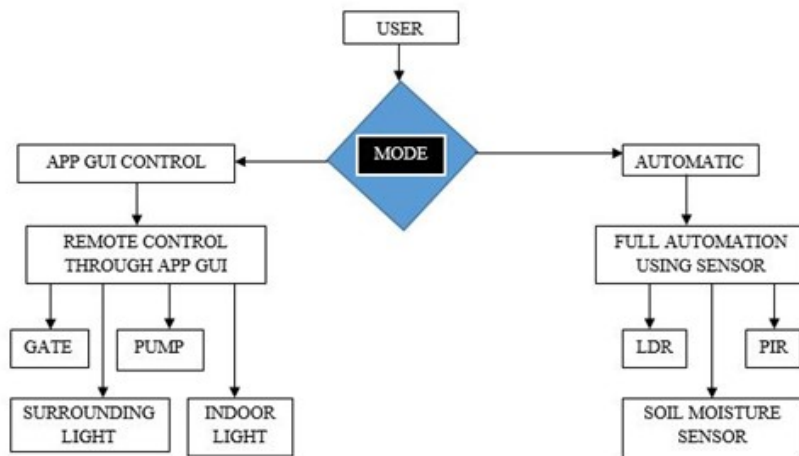 USER
MODE
APP GUI CONTROL
AUTOMATIC
REMOTE CONTROL
THROUGH APP GUI
FULL AUTOMATION
USING SENSOR
GATE
PUMP
LDR
PIR
SURROUNDING
LIGHT
INDOOR
LIGHT
SOIL MOISTURE
SENSOR